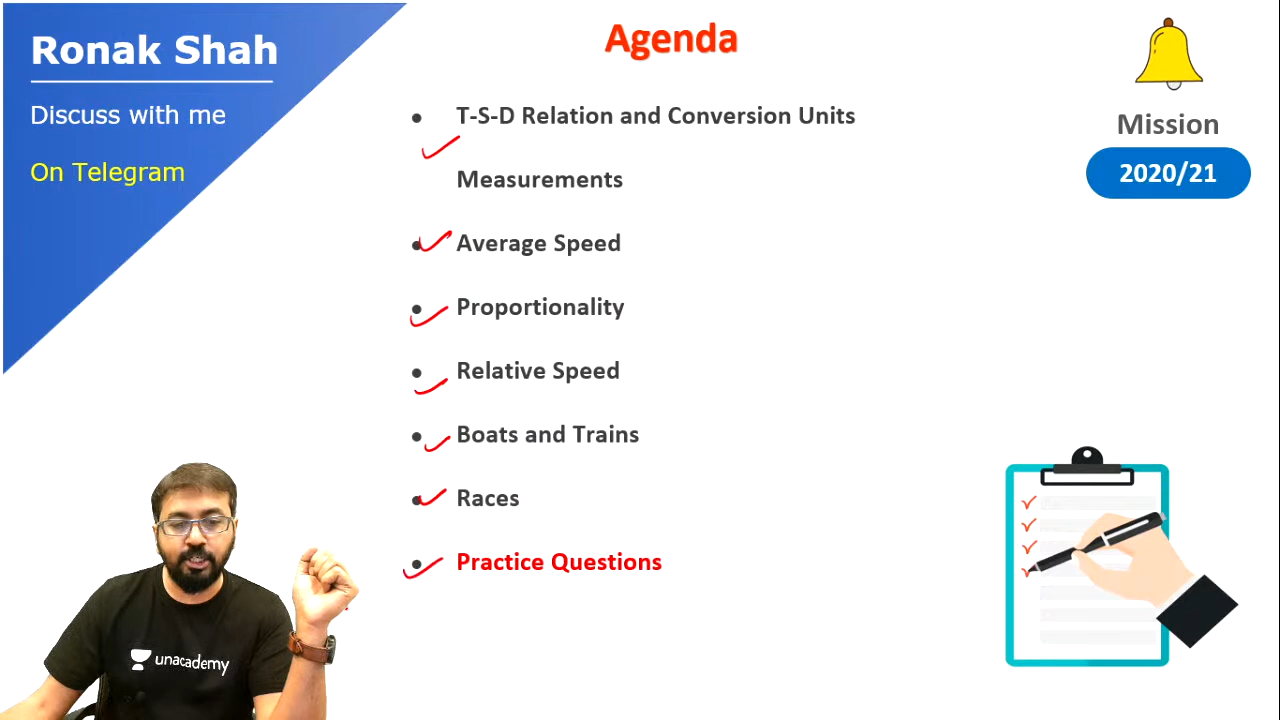 Ronak Shah
Discuss with me
On Telegram
Agenda
• T-S-D Relation and Conversion Units
Measurements
• Average Speed
• Proportionality
• Relative Speed
• Boats and Trains
• Races
• Practice Questions
Mission
2020/21
unacademy